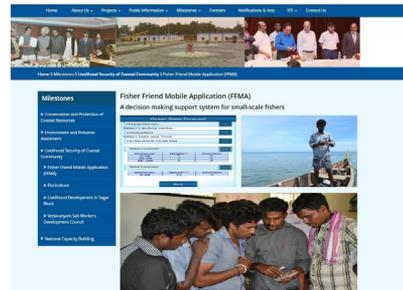 Home   About Us   Projects   Public Information   Milestones   Partners   Notifications & Acts   RTI   Contact Us
Home > Milestones > Livelihood Security of Coastal Community > Fisher Friend Mobile Application (FFMA)
Milestones
Conservation and Protection of
Coastal Resources
Environment and Pollution
Abatement
Livelihood Security of Coastal
Community
Fisher Friend Mobile Application
(FFMA)
Floriculture
Livelihood Development in Sagar
Block
Vedaranyam Salt Workers
Development Council
National Capacity Building
Fisher Friend Mobile Application (FFMA)
A decision making support system for small-scale fishers
Ocean State Forecast